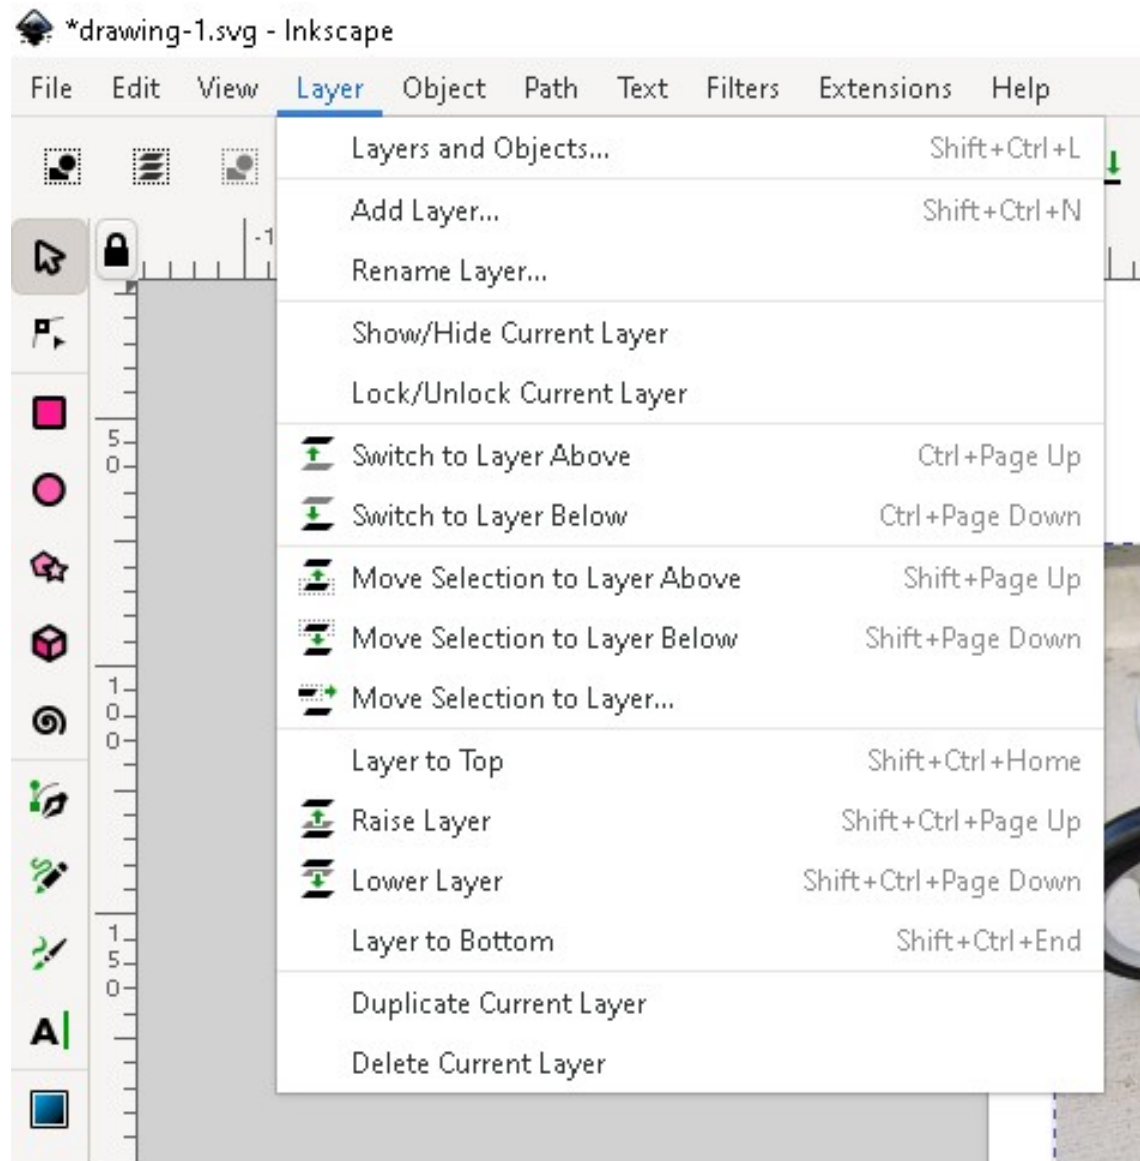 *drawing-1.svg - Inkscape
File Edit View Layer Object Path Text Filters Extensions Help
Layers and Objects... Shift+Ctrl+L
Add Layer... Shift+Ctrl+N
-1
Rename Layer...
Show/Hide Current Layer
Lock/Unlock Current Layer
50
Switch to Layer Above Ctrl+Page Up
Switch to Layer Below Ctrl+Page Down
Move Selection to Layer Above Shift+Page Up
Move Selection to Layer Below Shift+Page Down
100
Move Selection to Layer...
Layer to Top Shift+Ctrl+Home
Raise Layer Shift+Ctrl+Page Up
Lower Layer Shift+Ctrl+Page Down
150
Layer to Bottom Shift+Ctrl+End
Duplicate Current Layer
A
Delete Current Layer